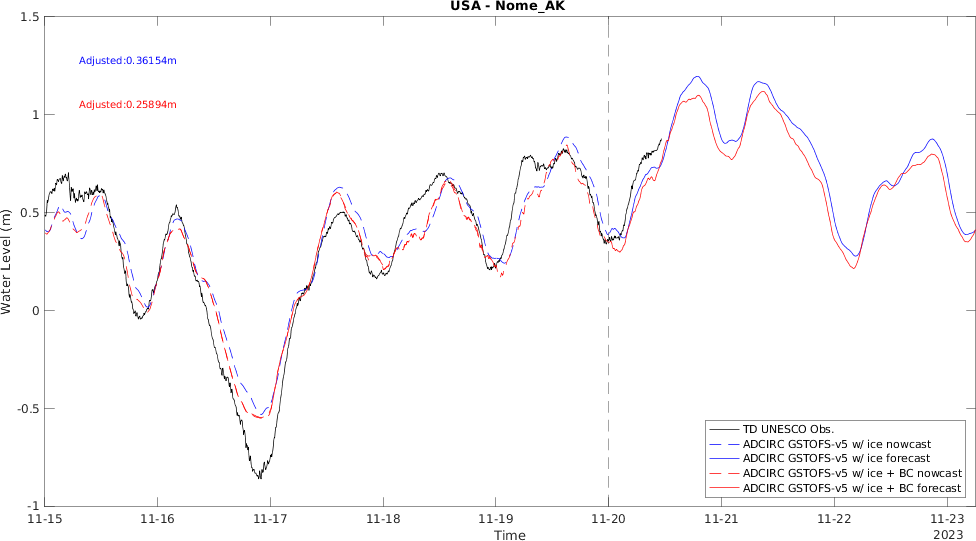 USA - Nome_AK
1.5
1
0.5
0
-0.5
-1
Water Level (m)
Adjusted:0.36154m
Adjusted:0.25894m
TD UNESCO Obs.
ADCIRC GSTOFS-v5 w/ ice nowcast
ADCIRC GSTOFS-v5 w/ ice forecast
ADCIRC GSTOFS-v5 w/ ice + BC nowcast
ADCIRC GSTOFS-v5 w/ ice + BC forecast
11-15 11-16 11-17 11-18 11-19 11-20 11-21 11-22 11-23
Time
2023